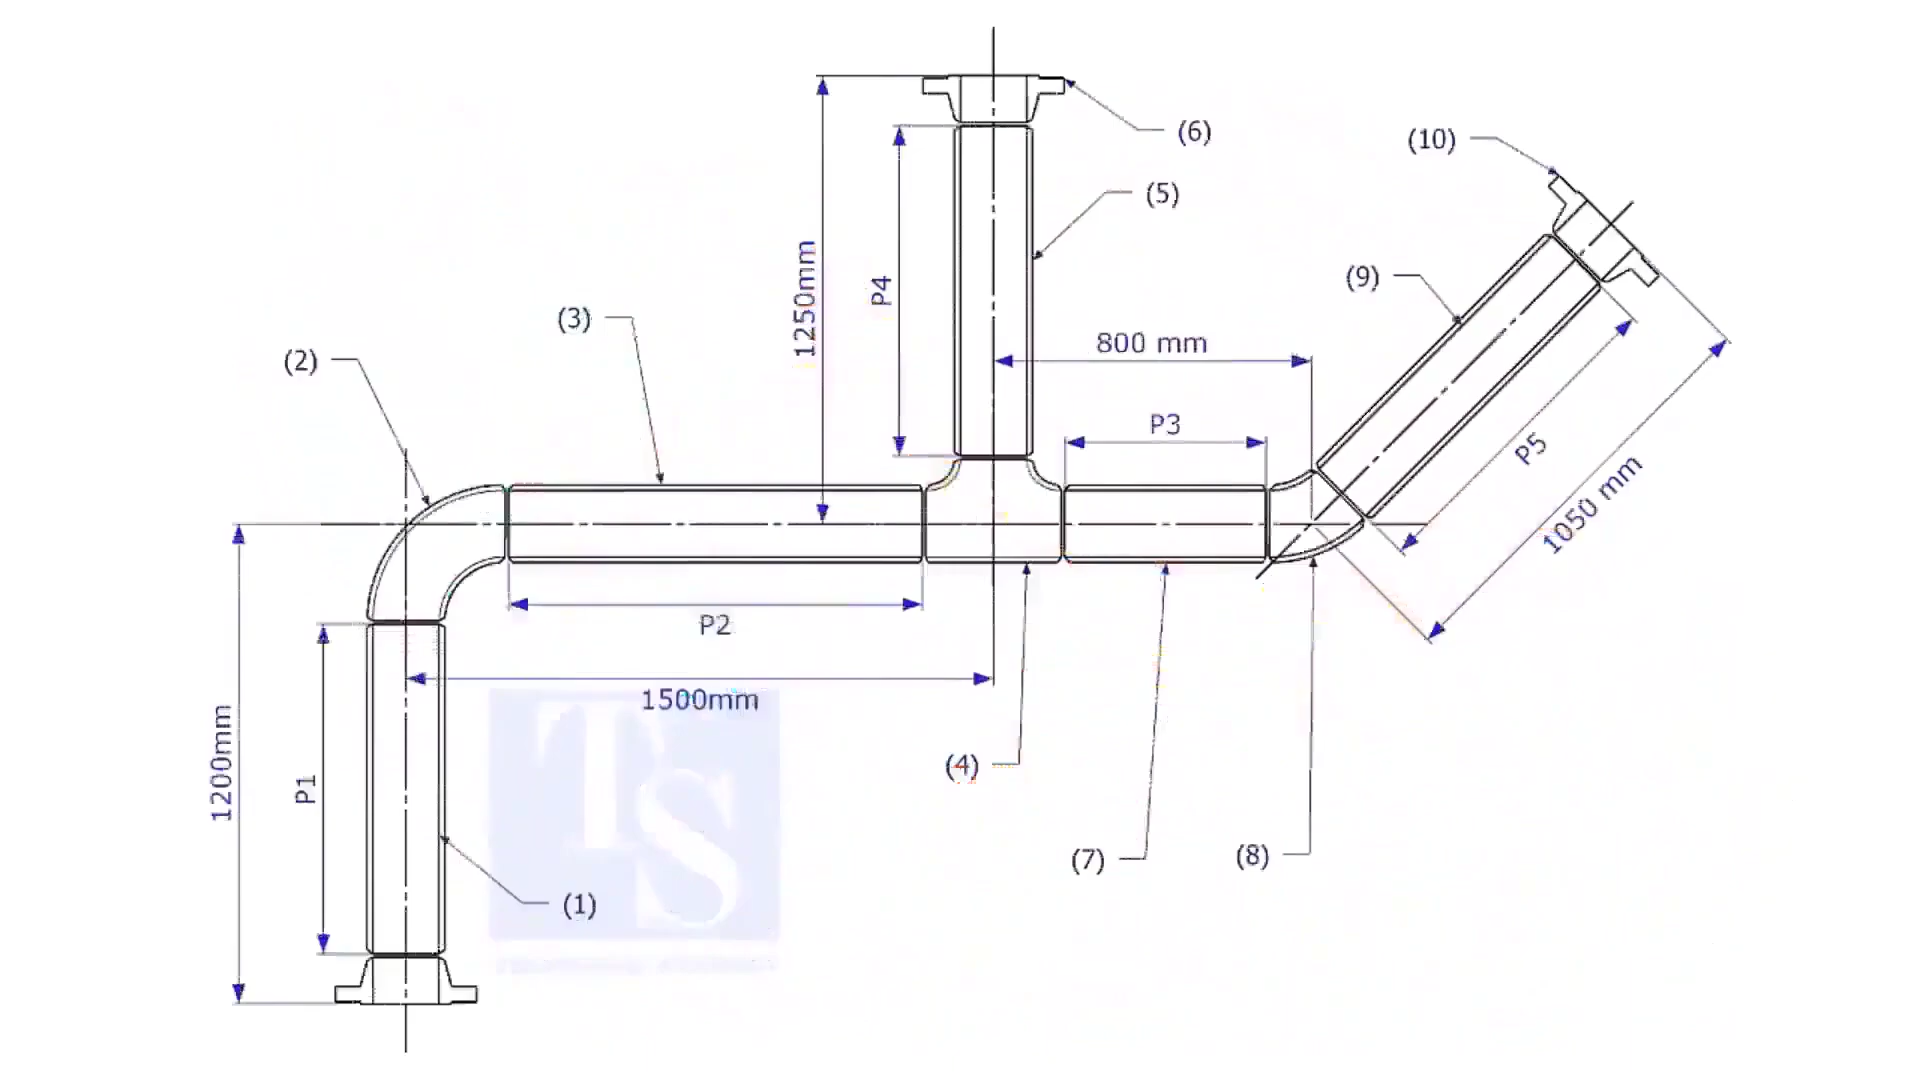 (6)
(10)
(5)
1250mm
P4
(9)
(3)
800 mm
(2)
P3
P5
1050 mm
P2
1500mm
TS
1200mm
P1
(4)
(7)
(8)
(1)